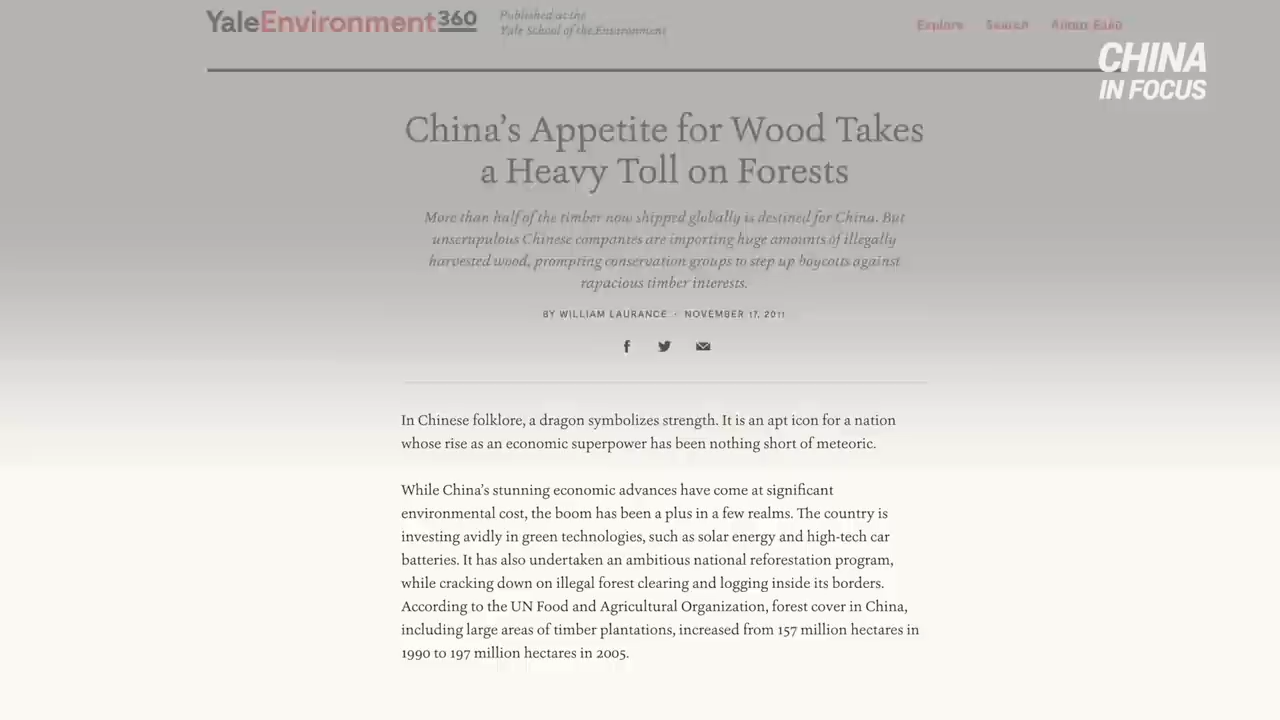 YaleEnvironment360
Published at the
Yale School of the Environment
Explore Search About E360
CHINA
IN FOCUS
China's Appetite for Wood Takes
a Heavy Toll on Forests
More than half of the timber now shipped globally is destined for China. But
unscrupulous Chinese companies are importing huge amounts of illegally
harvested wood, prompting conservation groups to step up boycotts against
rapacious timber interests.
BY WILLIAM LAURANCE · NOVEMBER 17, 2011
In Chinese folklore, a dragon symbolizes strength. It is an apt icon for a nation
whose rise as an economic superpower has been nothing short of meteoric.
While China's stunning economic advances have come at significant
environmental cost, the boom has been a plus in a few realms. The country is
investing avidly in green technologies, such as solar energy and high-tech car
batteries. It has also undertaken an ambitious national reforestation program,
while cracking down on illegal forest clearing and logging inside its borders.
According to the UN Food and Agricultural Organization, forest cover in China,
including large areas of timber plantations, increased from 157 million hectares in
1990 to 197 million hectares in 2005.